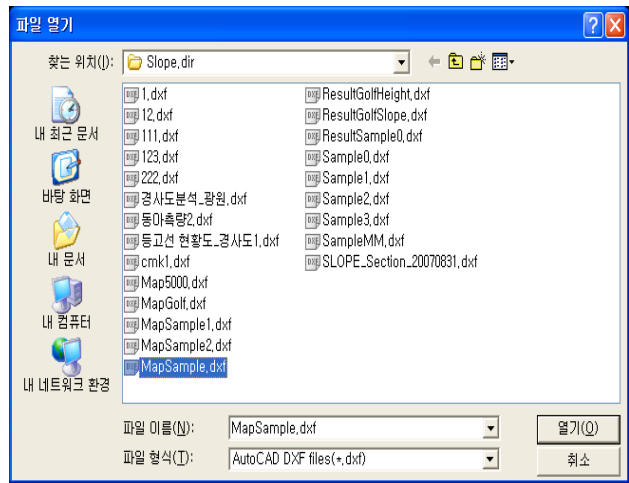 파일 열기
찾는 위치(I): Slope.dir
내 최근 문서
바탕 화면
내 문서
내 컴퓨터
내 네트워크 환경
1.dxf
12.dxf
111.dxf
123.dxf
222.dxf
경사도분석_광원.dxf
동마측량2.dxf
등고선 현황도_경사도1.dxf
cmk1.dxf
Map5000.dxf
MapGolf.dxf
MapSample1.dxf
MapSample2.dxf
MapSample.dxf
ResultGolfHeight.dxf
ResultGolfSlope.dxf
ResultSample0.dxf
Sample0.dxf
Sample1.dxf
Sample2.dxf
Sample3.dxf
SampleMM.dxf
SLOPE_Section_20070831.dxf
파일 이름(N): MapSample.dxf 열기(O)
파일 형식(T): AutoCAD DXF files(*.dxf) 취소